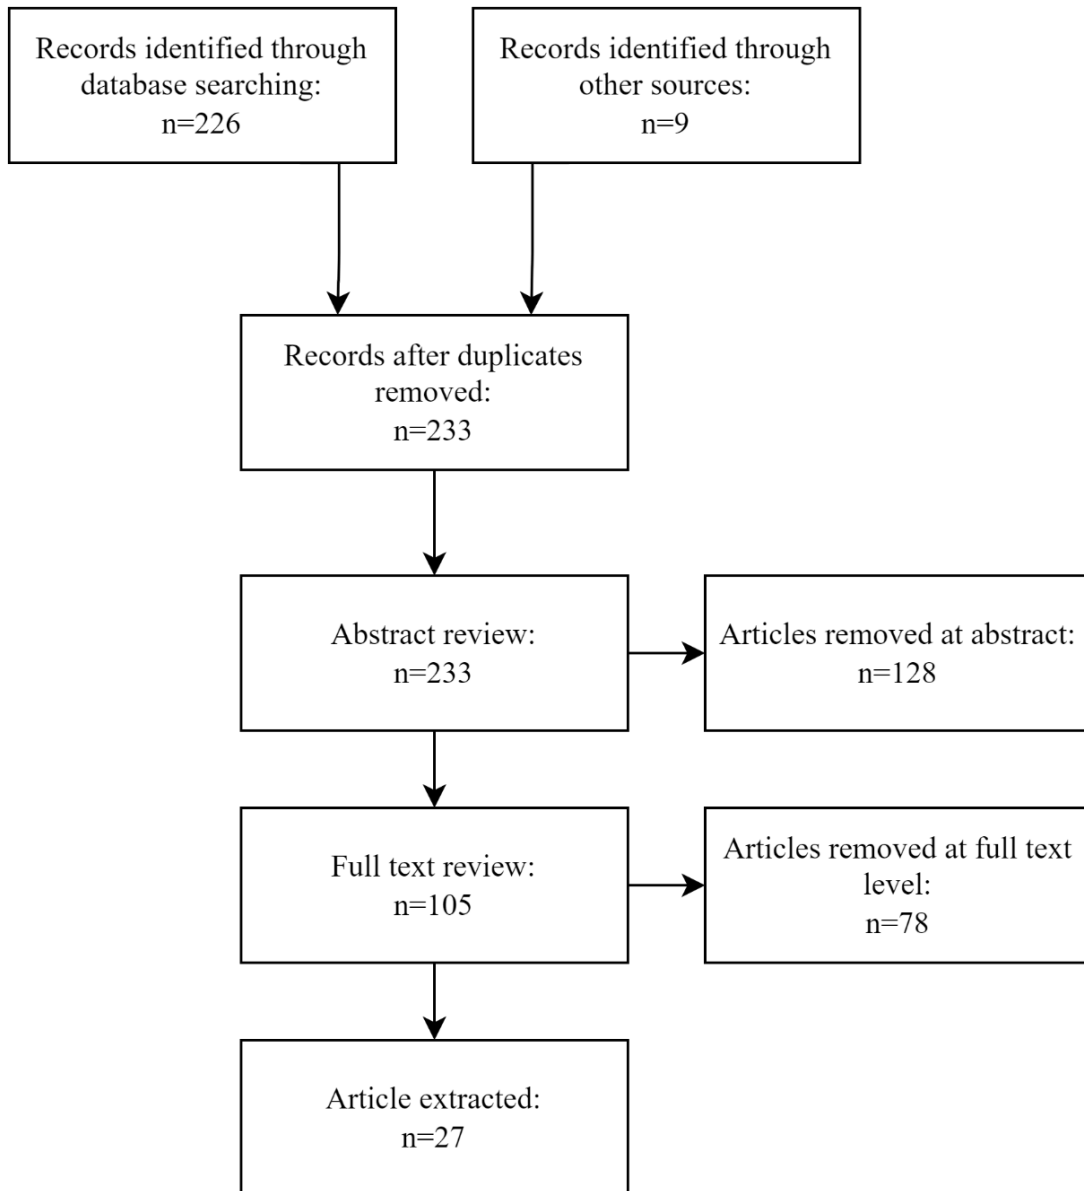 Records identified through
database searching:
n=226
Records identified through
other sources:
n=9
Records after duplicates
removed:
n=233
Abstract review:
n=233
Articles removed at abstract:
n=128
Full text review:
n=105
Articles removed at full text
level:
n=78
Article extracted:
n=27